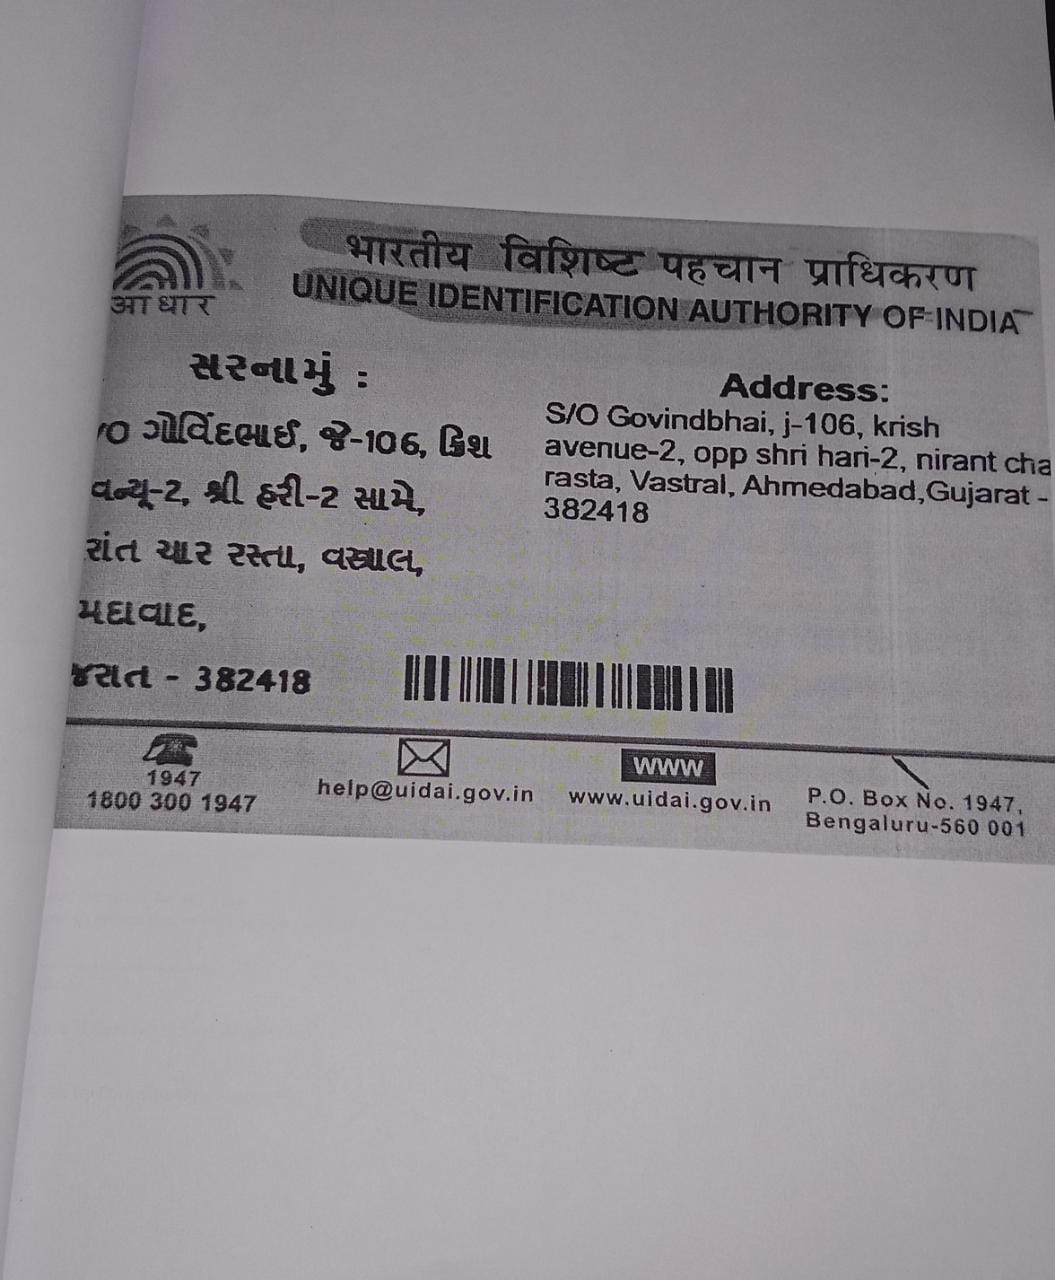 भारतीय विशिष्ट पहचान प्राधिकरण
UNIQUE IDENTIFICATION AUTHORITY OF INDIA
आधार
સરનામું :
/O ગોવિંદભાઈ, જે-106, ક્રિશ
વન્યૂ-2, શ્રી હરી-2 સામે,
રાંત ચાર રસ્તા, વસ્ત્રાલ,
મદાવાદ,
જરાત - 382418
Address:
S/O Govindbhai, j-106, krish
avenue-2, opp shri hari-2, nirant cha
rasta, Vastral, Ahmedabad,Gujarat -
382418
1947
1800 300 1947
help@uidai.gov.in
www
www.uidai.gov.in
P.O. Box No. 1947,
Bengaluru-560 001